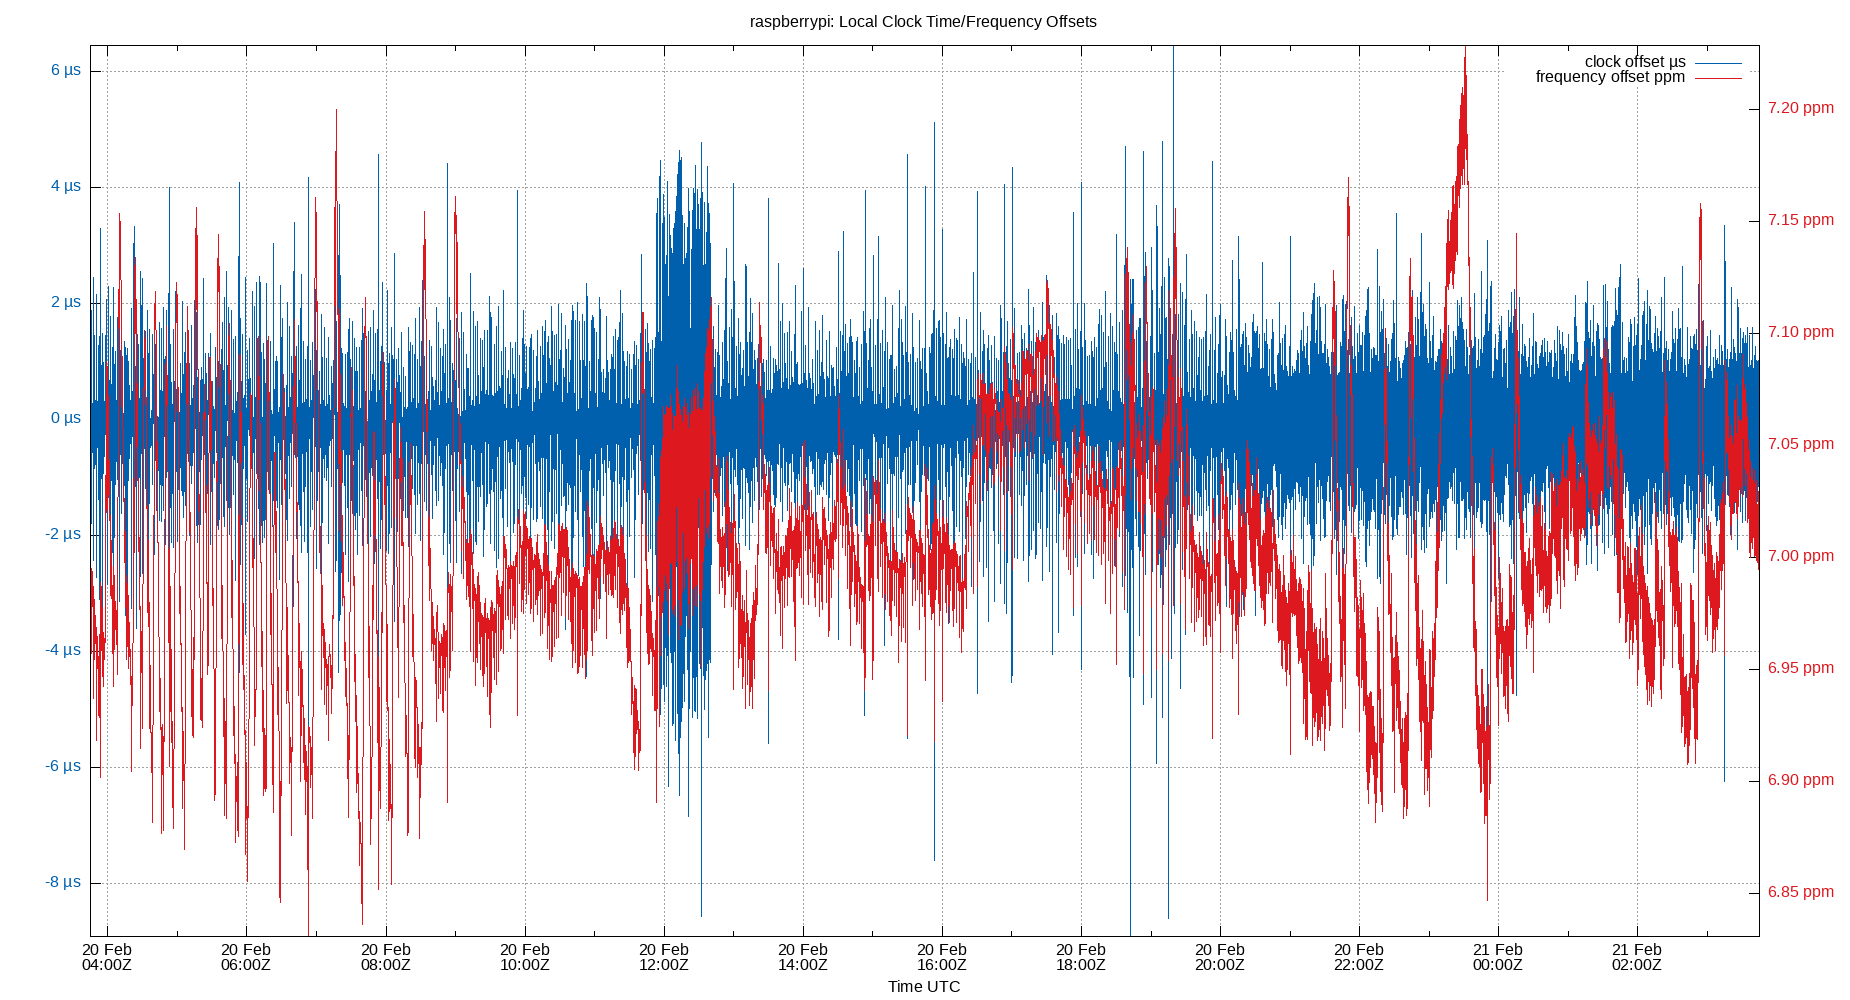 raspberrypi: Local Clock Time/Frequency Offsets
clock offset µs
frequency offset ppm
6 µs
4 µs
2 µs
0 µs
-2 µs
-4 µs
-6 µs
-8 µs
7.20 ppm
7.15 ppm
7.10 ppm
7.05 ppm
7.00 ppm
6.95 ppm
6.90 ppm
6.85 ppm
20 Feb 20 Feb 20 Feb 20 Feb 20 Feb 20 Feb 20 Feb 20 Feb 20 Feb 20 Feb 21 Feb 21 Feb
04:00Z 06:00Z 08:00Z 10:00Z 12:00Z 14:00Z 16:00Z 18:00Z 20:00Z 22:00Z 00:00Z 02:00Z
Time UTC